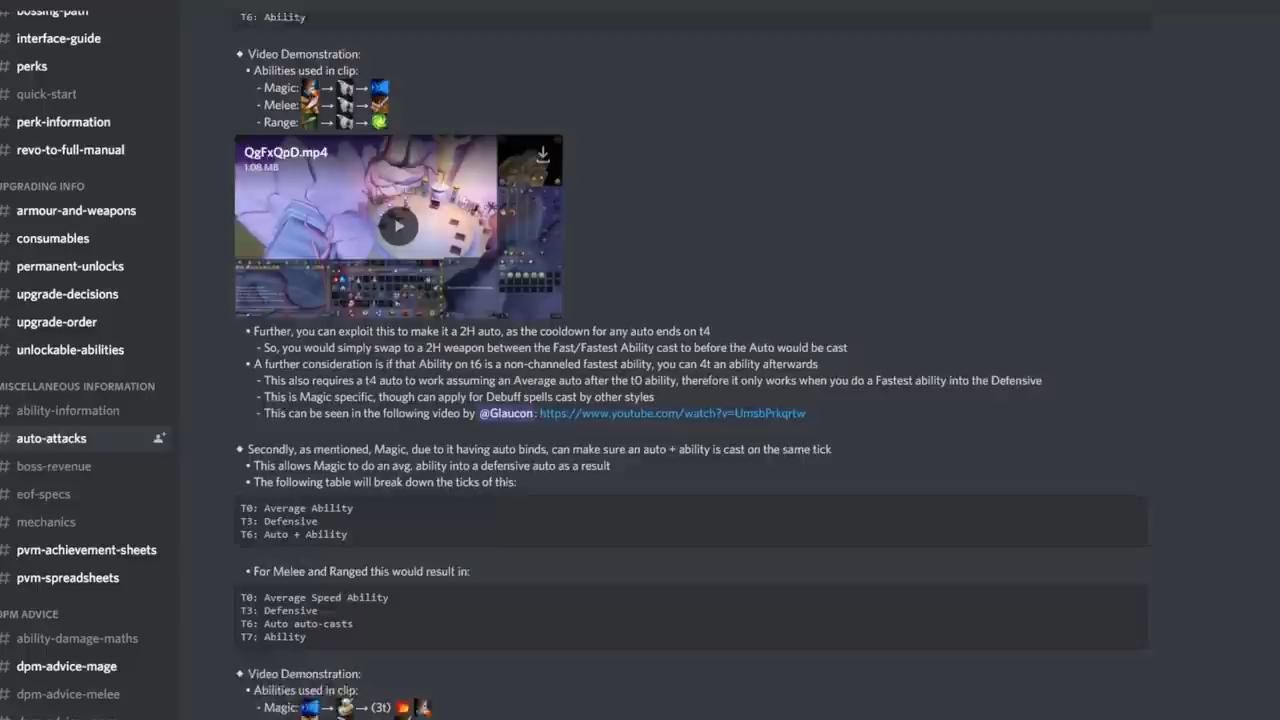 bossing-path
# interface-guide
# perks
# quick-start
# perk-information
# revo-to-full-manual
UPGRADING INFO
# armour-and-weapons
# consumables
# permanent-unlocks
# upgrade-decisions
# upgrade-order
# unlockable-abilities
MISCELLANEOUS INFORMATION
# ability-information
# auto-attacks
# boss-revenue
# eof-specs
# mechanics
# pvm-achievement-sheets
# pvm-spreadsheets
DPM ADVICE
# ability-damage-maths
# dpm-advice-mage
# dpm-advice-melee
T6: Ability
◆ Video Demonstration:
• Abilities used in clip:
- Magic: → →
- Melee: → →
- Range: → →
QgFxQpD.mp4
1.08 MB
• Further, you can exploit this to make it a 2H auto, as the cooldown for any auto ends on t4
- So, you would simply swap to a 2H weapon between the Fast/Fastest Ability cast to before the Auto would be cast
• A further consideration is if that Ability on t6 is a non-channeled fastest ability, you can 4t an ability afterwards
- This also requires a t4 auto to work assuming an Average auto after the t0 ability, therefore it only works when you do a Fastest ability into the Defensive
- This is Magic specific, though can apply for Debuff spells cast by other styles
- This can be seen in the following video by @Glaucon: https://www.youtube.com/watch?v=UmsbPrkqrtw
◆ Secondly, as mentioned, Magic, due to it having auto binds, can make sure an auto + ability is cast on the same tick
• This allows Magic to do an avg. ability into a defensive auto as a result
• The following table will break down the ticks of this:
T0: Average Ability
T3: Defensive
T6: Auto + Ability
• For Melee and Ranged this would result in:
T0: Average Speed Ability
T3: Defensive
T6: Auto auto-casts
T7: Ability
◆ Video Demonstration:
• Abilities used in clip:
- Magic: → → (3t)